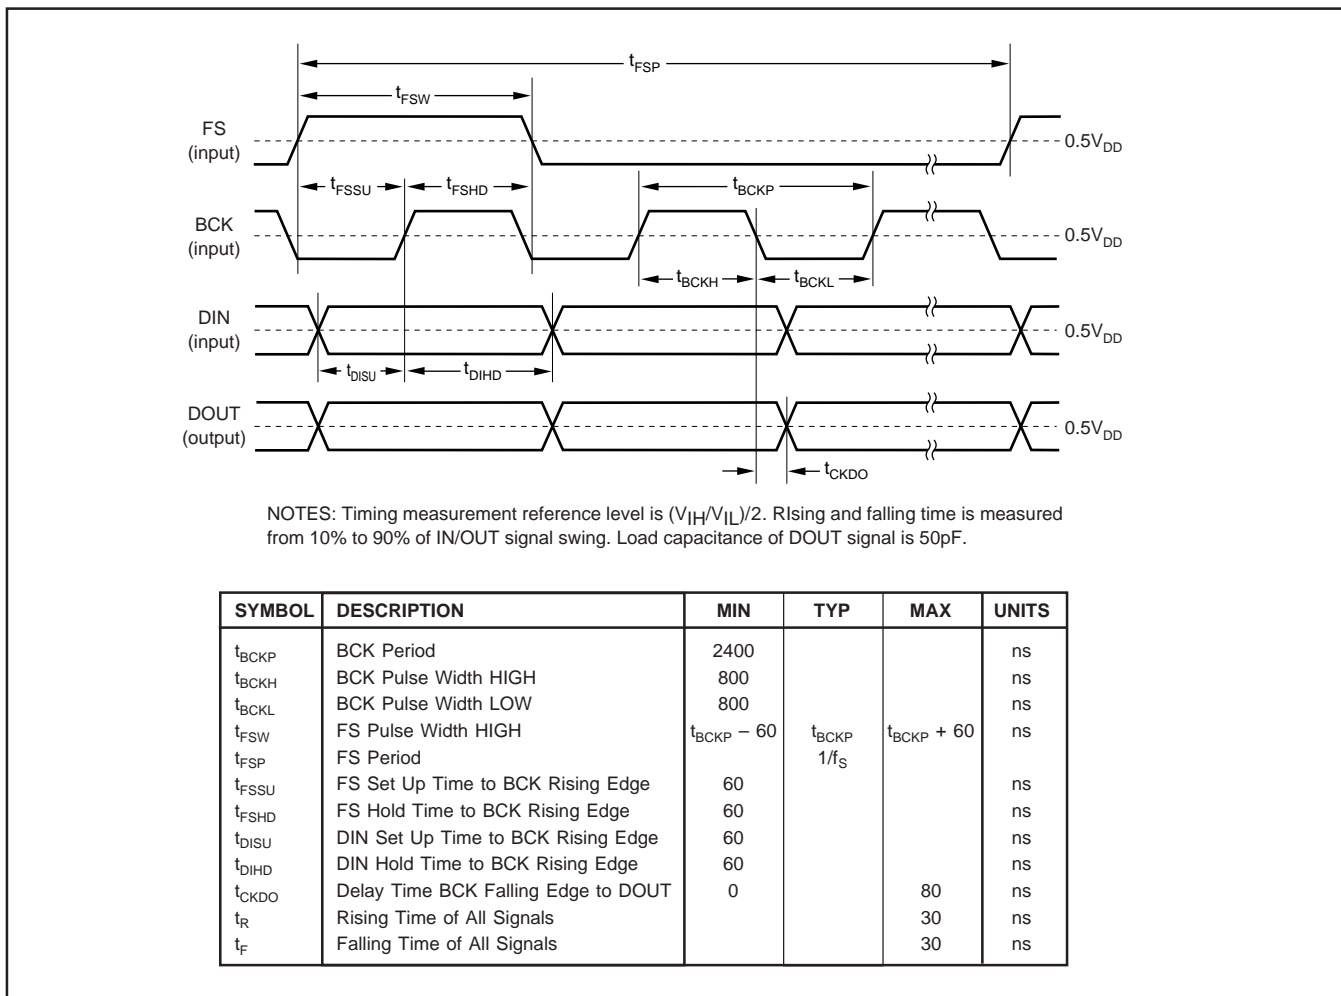 tFSP
tFSW
FS
(input)
0.5VDD
tFSSU
tFSHD
tBCKP
BCK
(input)
0.5VDD
tBCKH
tBCKL
DIN
(input)
0.5VDD
tDISU
tDIHD
DOUT
(output)
0.5VDD
tCKDO
NOTES: Timing measurement reference level is (VIH/VIL)/2. RIsing and falling time is measured
from 10% to 90% of IN/OUT signal swing. Load capacitance of DOUT signal is 50pF.
SYMBOL DESCRIPTION MIN TYP MAX UNITS
tBCKP BCK Period 2400 ns
tBCKH BCK Pulse Width HIGH 800 ns
tBCKL BCK Pulse Width LOW 800 ns
tFSW FS Pulse Width HIGH tBCKP – 60 tBCKP tBCKP + 60 ns
tFSP FS Period 1/fS
tFSSU FS Set Up Time to BCK Rising Edge 60 ns
tFSHD FS Hold Time to BCK Rising Edge 60 ns
tDISU DIN Set Up Time to BCK Rising Edge 60 ns
tDIHD DIN Hold Time to BCK Rising Edge 60 ns
tCKDO Delay Time BCK Falling Edge to DOUT 0 80 ns
tR Rising Time of All Signals 30 ns
tF Falling Time of All Signals 30 ns